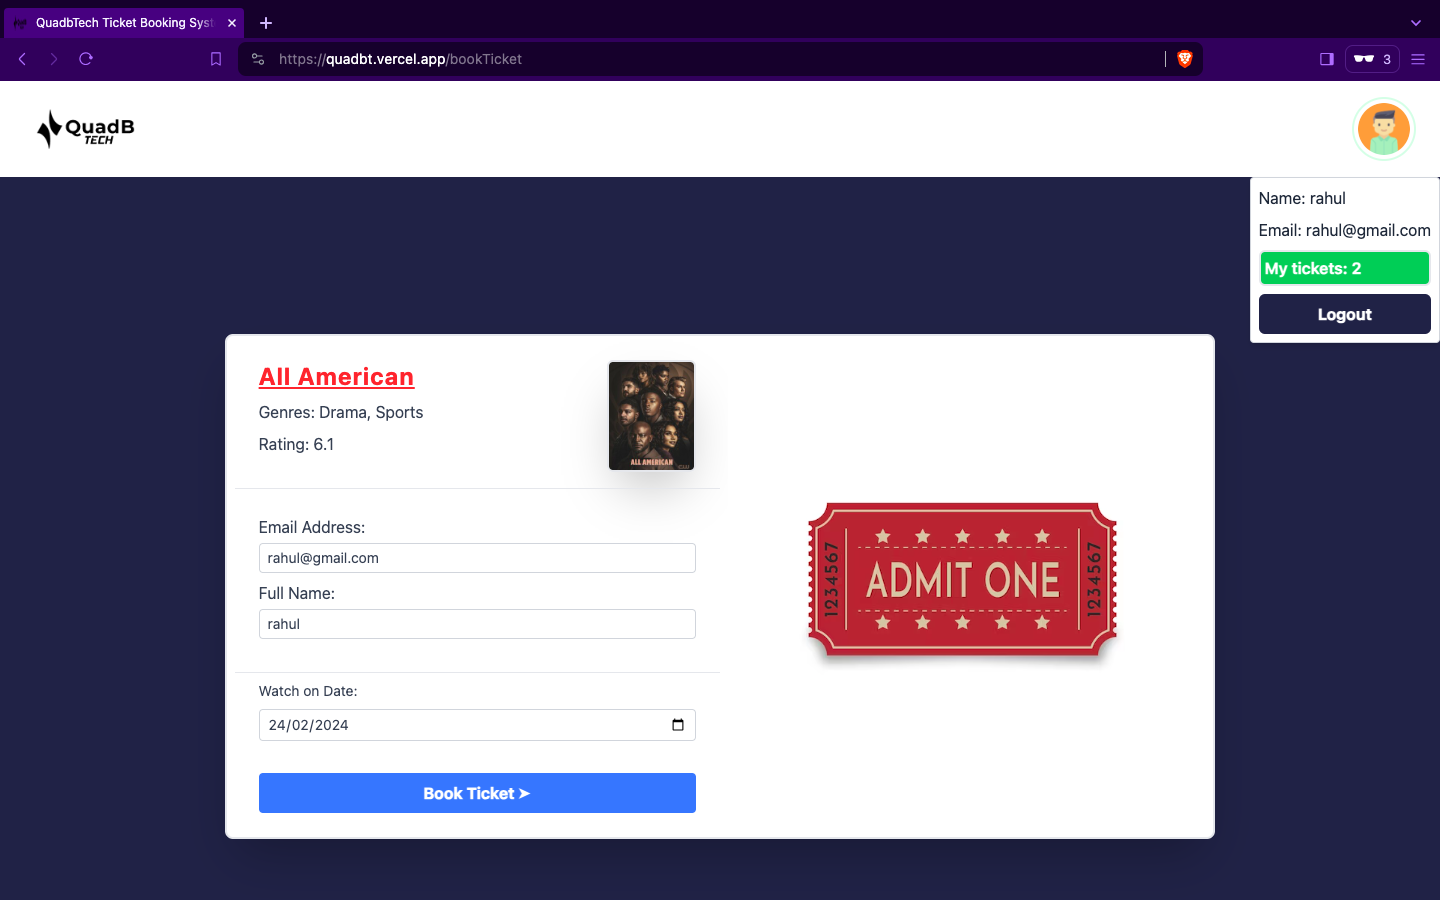 QuadbTech Ticket Booking Syst
https://quadbt.vercel.app/bookTicket
3
QuadB
TECH
Name: rahul
Email: rahul@gmail.com
My tickets: 2
Logout
All American
Genres: Drama, Sports
Rating: 6.1
ALL AMERICAN
Email Address:
rahul@gmail.com
Full Name:
rahul
Watch on Date:
24/02/2024
Book Ticket ➤
1234567
ADMIT ONE
1234567